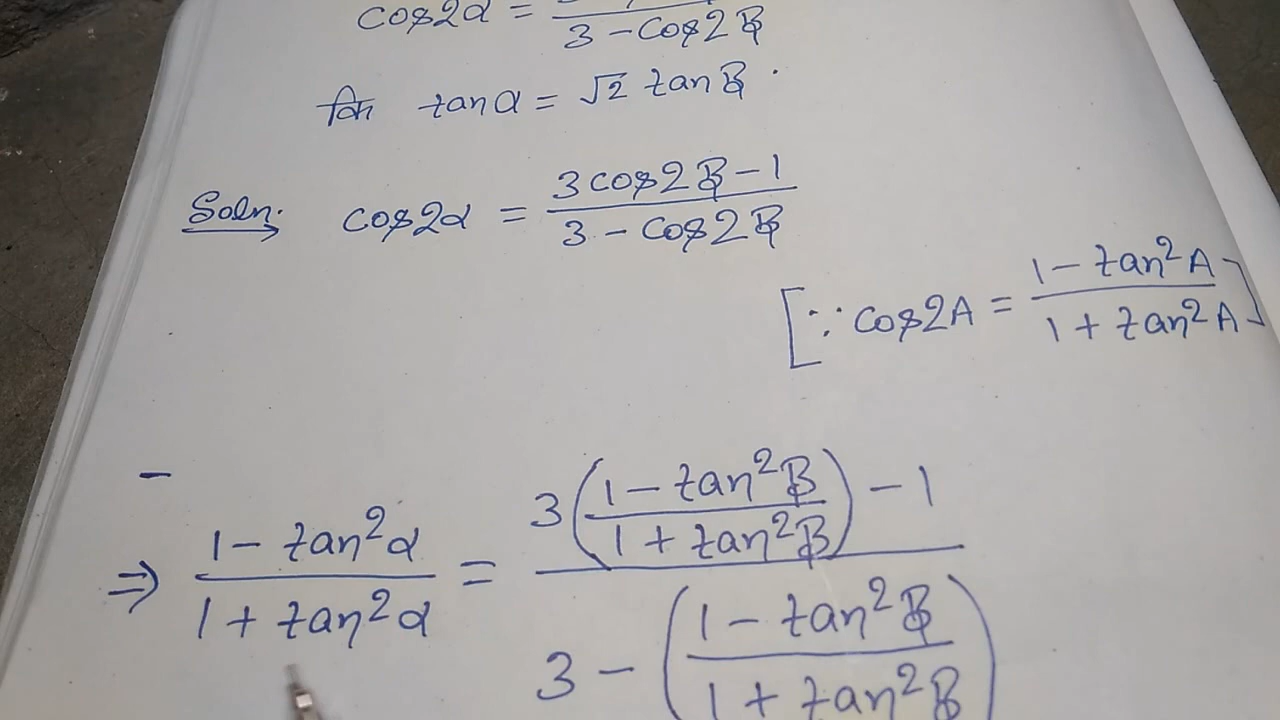 cos2α = ——— / 3 - cos2β
कि tanα = √2 tanβ.
Soln. cos2α = (3cos2β - 1) / (3 - cos2β)
[∵ cos2A = (1 - tan²A) / (1 + tan²A)]
-
⇒ (1 - tan²α) / (1 + tan²α) = (3((1 - tan²β) / (1 + tan²β)) - 1) / (3 - ((1 - tan²β) / (1 + tan²β)))